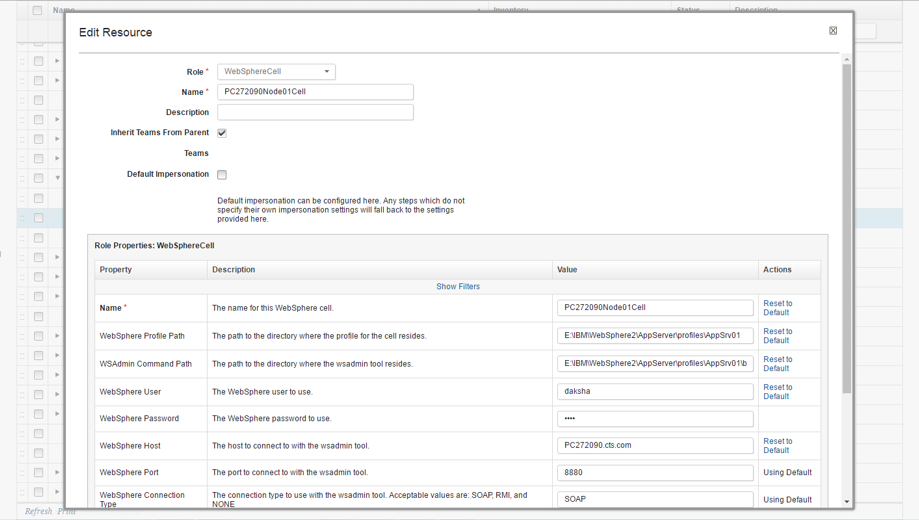 Name Inventory Status Description
Edit Resource
Role * WebSphereCell
Name * PC272090Node01Cell
Description
Inherit Teams From Parent
Teams
Default Impersonation
Default impersonation can be configured here. Any steps which do not
specify their own impersonation settings will fall back to the settings
provided here.
Role Properties: WebSphereCell
Property Description Value Actions
Show Filters
Name * The name for this WebSphere cell. PC272090Node01Cell Reset to
Default
WebSphere Profile Path The path to the directory where the profile for the cell resides. E:\IBM\WebSphere2\AppServer\profiles\AppSrv01 Reset to
Default
WSAdmin Command Path The path to the directory where the wsadmin tool resides. E:\IBM\WebSphere2\AppServer\profiles\AppSrv01\b Reset to
Default
WebSphere User The WebSphere user to use. daksha Reset to
Default
WebSphere Password The WebSphere password to use. ••••
WebSphere Host The host to connect to with the wsadmin tool. PC272090.cts.com Reset to
Default
WebSphere Port The port to connect to with the wsadmin tool. 8880 Using Default
WebSphere Connection The connection type to use with the wsadmin tool. Acceptable values are: SOAP, RMI, and SOAP Using Default
Type NONE
Refresh Print